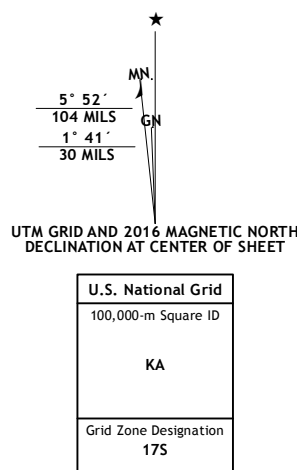 ★
MN.
5° 52´
104 MILS
GN
1° 41´
30 MILS
UTM GRID AND 2016 MAGNETIC NORTH
DECLINATION AT CENTER OF SHEET
U.S. National Grid
100,000-m Square ID
KA
Grid Zone Designation
17S